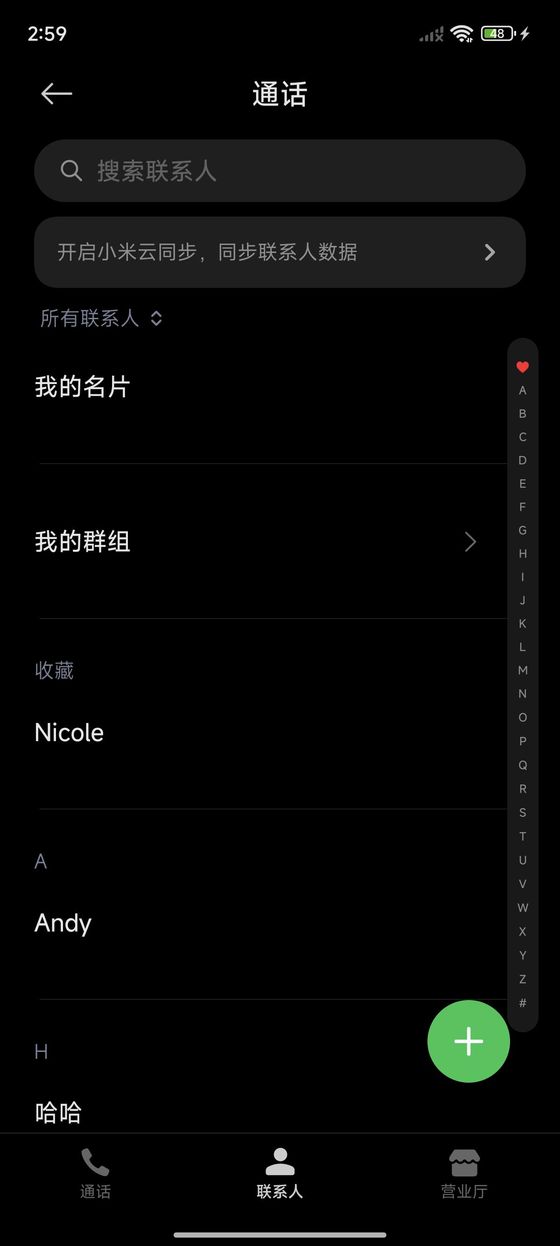 2:59
48
通话
搜索联系人
开启小米云同步，同步联系人数据
所有联系人
我的名片
我的群组
收藏
Nicole
A
Andy
H
哈哈
A
B
C
D
E
F
G
H
I
J
K
L
M
N
O
P
Q
R
S
T
U
V
W
X
Y
Z
#
通话
联系人
营业厅